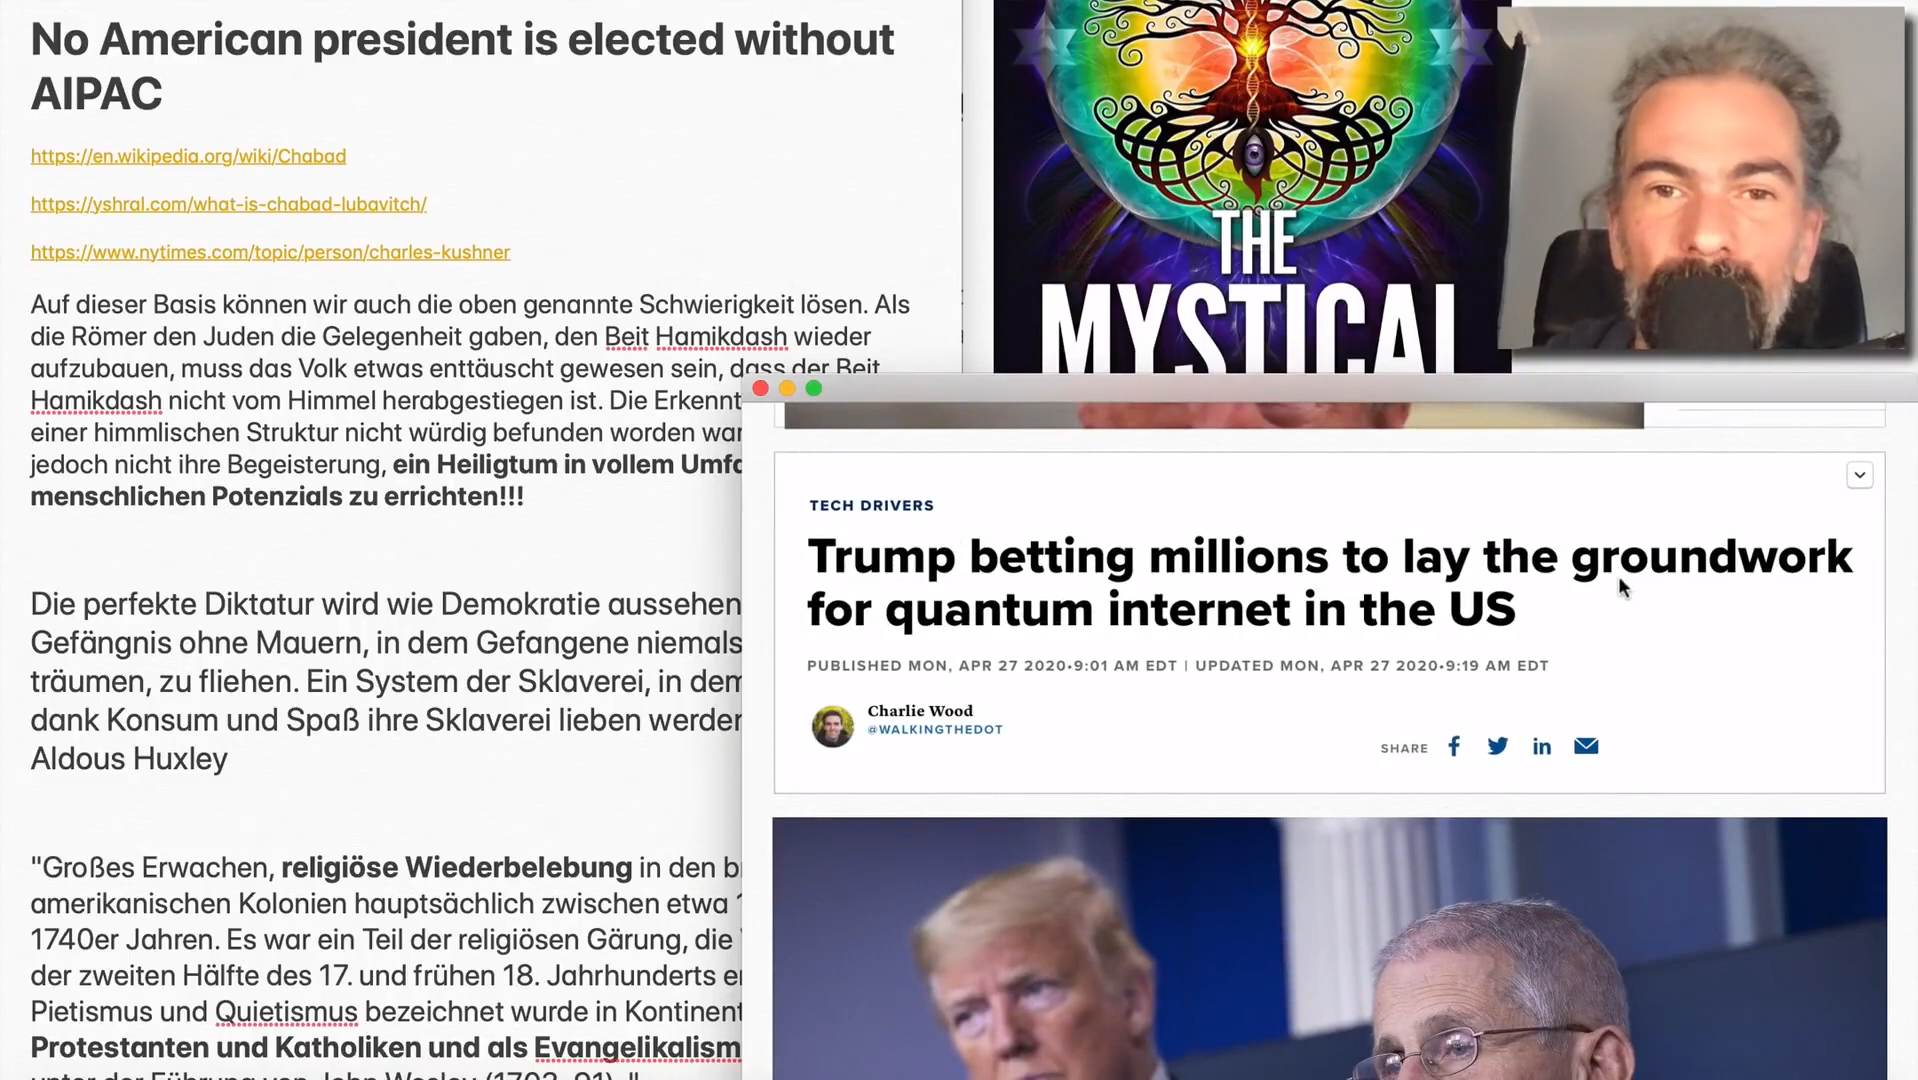 No American president is elected without
AIPAC
https://en.wikipedia.org/wiki/Chabad
https://yshral.com/what-is-chabad-lubavitch/
https://www.nytimes.com/topic/person/charles-kushner
Auf dieser Basis können wir auch die oben genannte Schwierigkeit lösen. Als
die Römer den Juden die Gelegenheit gaben, den Beit Hamikdash wieder
aufzubauen, muss das Volk etwas enttäuscht gewesen sein, dass der Beit
Hamikdash nicht vom Himmel herabgestiegen ist. Die Erkennt
einer himmlischen Struktur nicht würdig befunden worden war
jedoch nicht ihre Begeisterung, ein Heiligtum in vollem Umfa
menschlichen Potenzials zu errichten!!!
Die perfekte Diktatur wird wie Demokratie aussehen
Gefängnis ohne Mauern, in dem Gefangene niemals
träumen, zu fliehen. Ein System der Sklaverei, in dem
dank Konsum und Spaß ihre Sklaverei lieben werden
Aldous Huxley
"Großes Erwachen, religiöse Wiederbelebung in den b
amerikanischen Kolonien hauptsächlich zwischen etwa 1
1740er Jahren. Es war ein Teil der religiösen Gärung, die
der zweiten Hälfte des 17. und frühen 18. Jahrhunderts e
Pietismus und Quietismus bezeichnet wurde in Kontinent
Protestanten und Katholiken und als Evangelikalism
unter der Führung von John Wesley (1703–91). "
THE
MYSTICAL
TECH DRIVERS
Trump betting millions to lay the groundwork
for quantum internet in the US
PUBLISHED MON, APR 27 2020•9:01 AM EDT | UPDATED MON, APR 27 2020•9:19 AM EDT
Charlie Wood
@WALKINGTHEDOT
SHARE